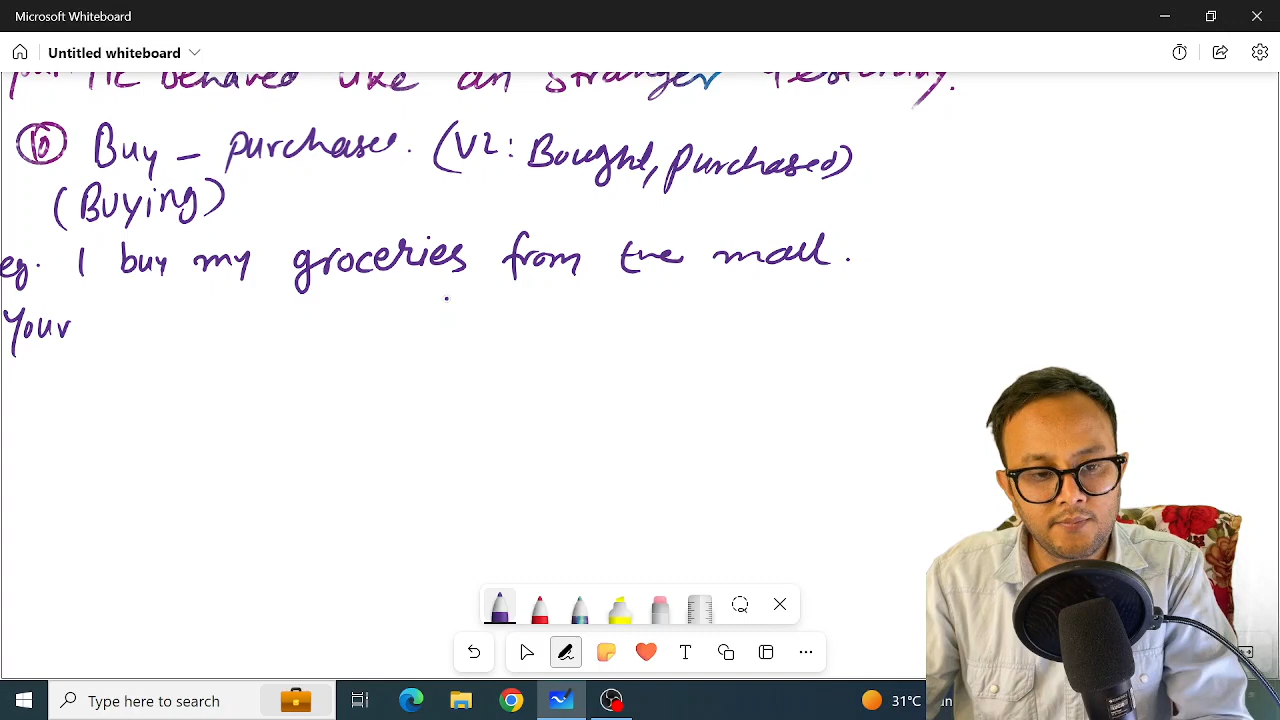 Microsoft Whiteboard
Untitled whiteboard
He behaved like an stranger yesterday.
⑥ Buy - purchase. (V2: Bought, purchased)
(Buying)
eg. I buy my groceries from the mall.
Your
T
Type here to search
31°C